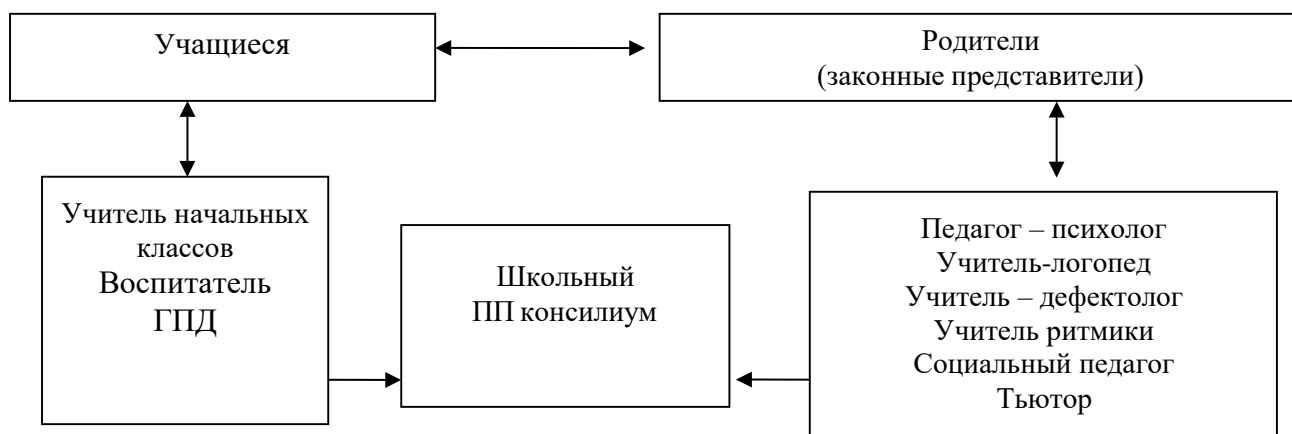 Учащиеся
Родители
(законные представители)
Учитель начальных
классов
Воспитатель
ГПД
Школьный
ПП консилиум
Педагог – психолог
Учитель-логопед
Учитель – дефектолог
Учитель ритмики
Социальный педагог
Тьютор